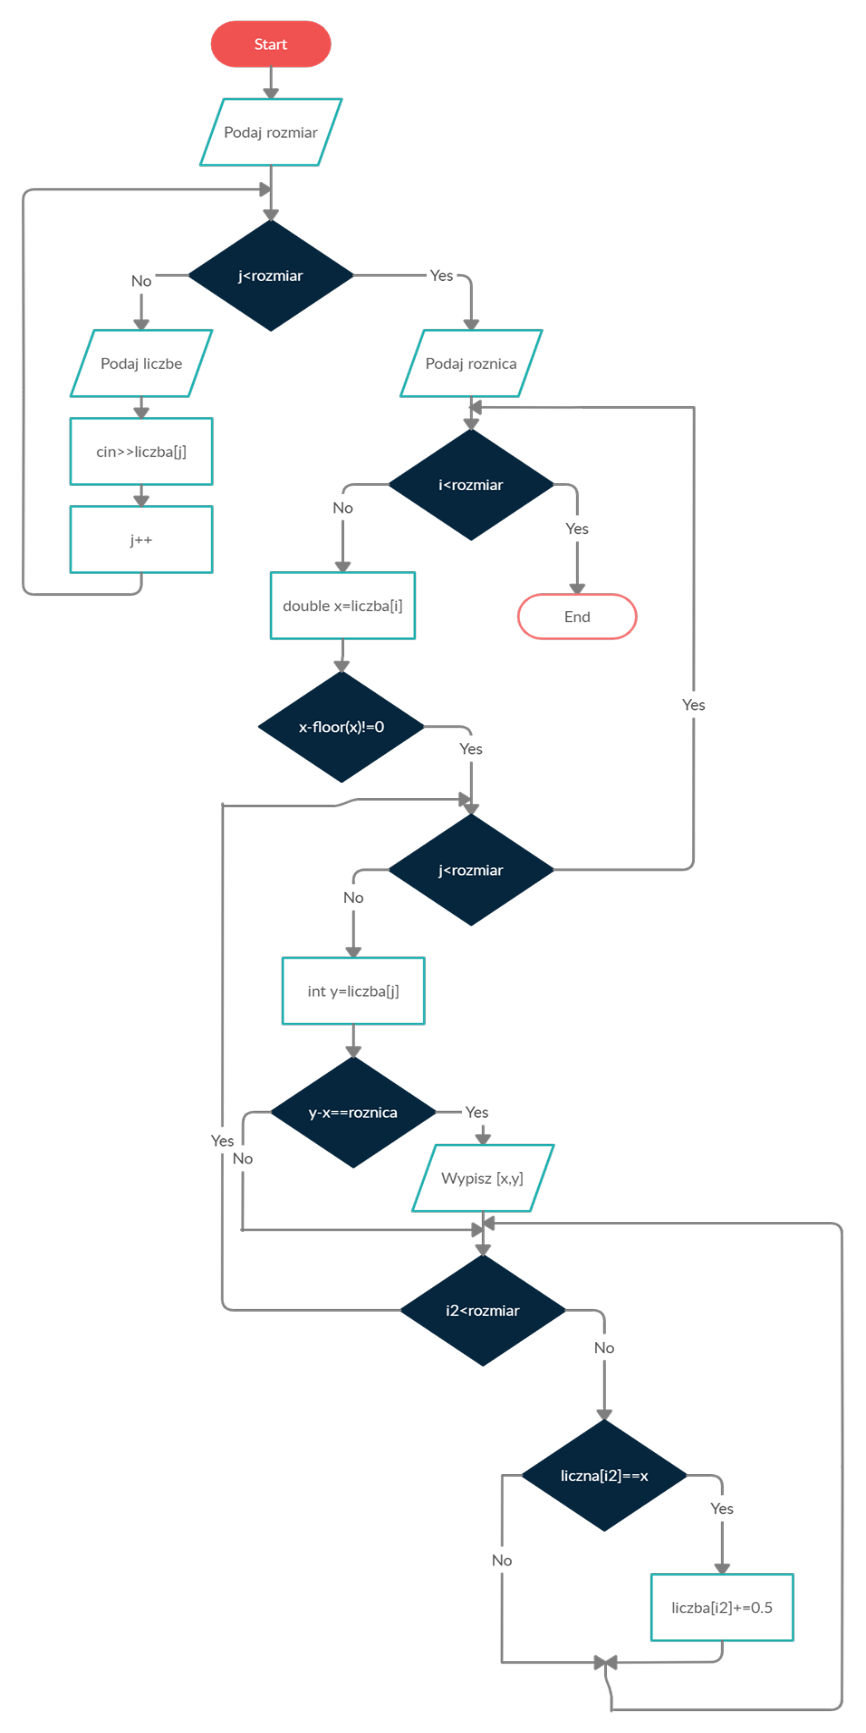 Start
Podaj rozmiar
j<rozmiar
No
Yes
Podaj liczbe
Podaj roznica
cin>>liczba[j]
i<rozmiar
No
Yes
j++
double x=liczba[i]
End
x-floor(x)!=0
Yes
Yes
j<rozmiar
No
int y=liczba[j]
y-x==roznica
Yes
Yes
No
Wypisz [x,y]
i2<rozmiar
No
liczna[i2]==x
Yes
No
liczba[i2]+=0.5